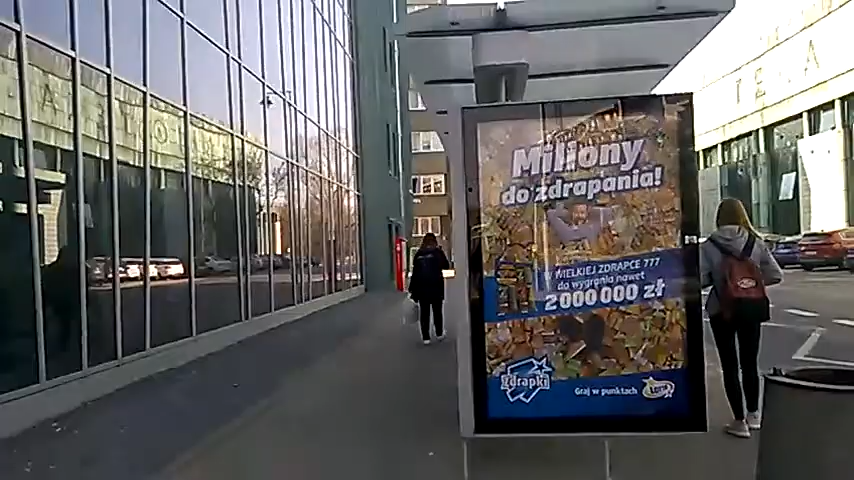 Miliony
do zdrapania!
W WIELKIEJ ZDRAPCE 777
do wygrania nawet
2 000 000 zł
zdrapki
Graj w punktach
LOTTO